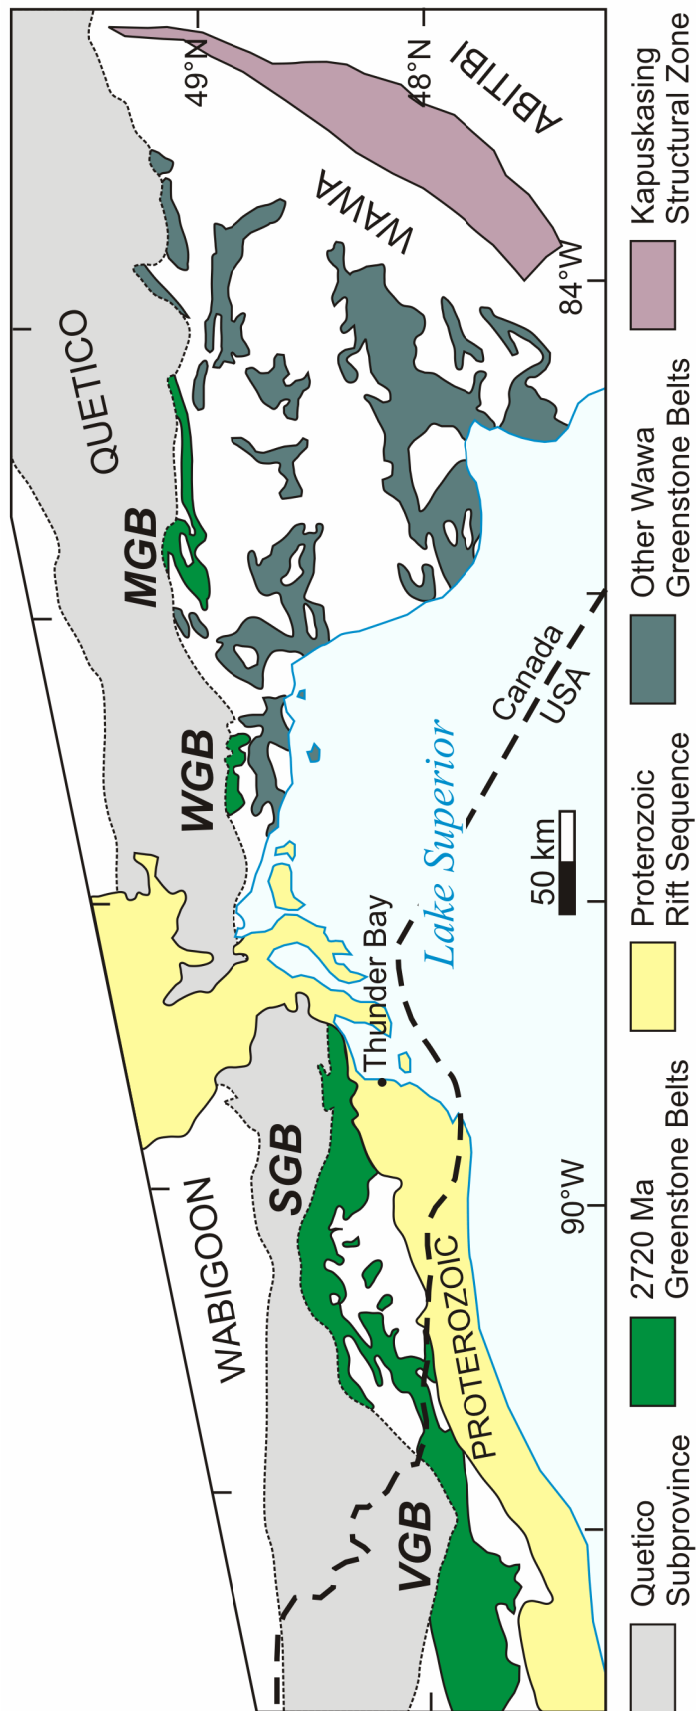 49°N
48°N
ABITIBI
WAWA
84°W
QUETICO
MGB
WGB
Canada
USA
Lake Superior
50 km
Thunder Bay
SGB
90°W
WABIGOON
PROTEROZOIC
VGB
Quetico
Subprovince
2720 Ma
Greenstone Belts
Proterozoic
Rift Sequence
Other Wawa
Greenstone Belts
Kapuskasing
Structural Zone